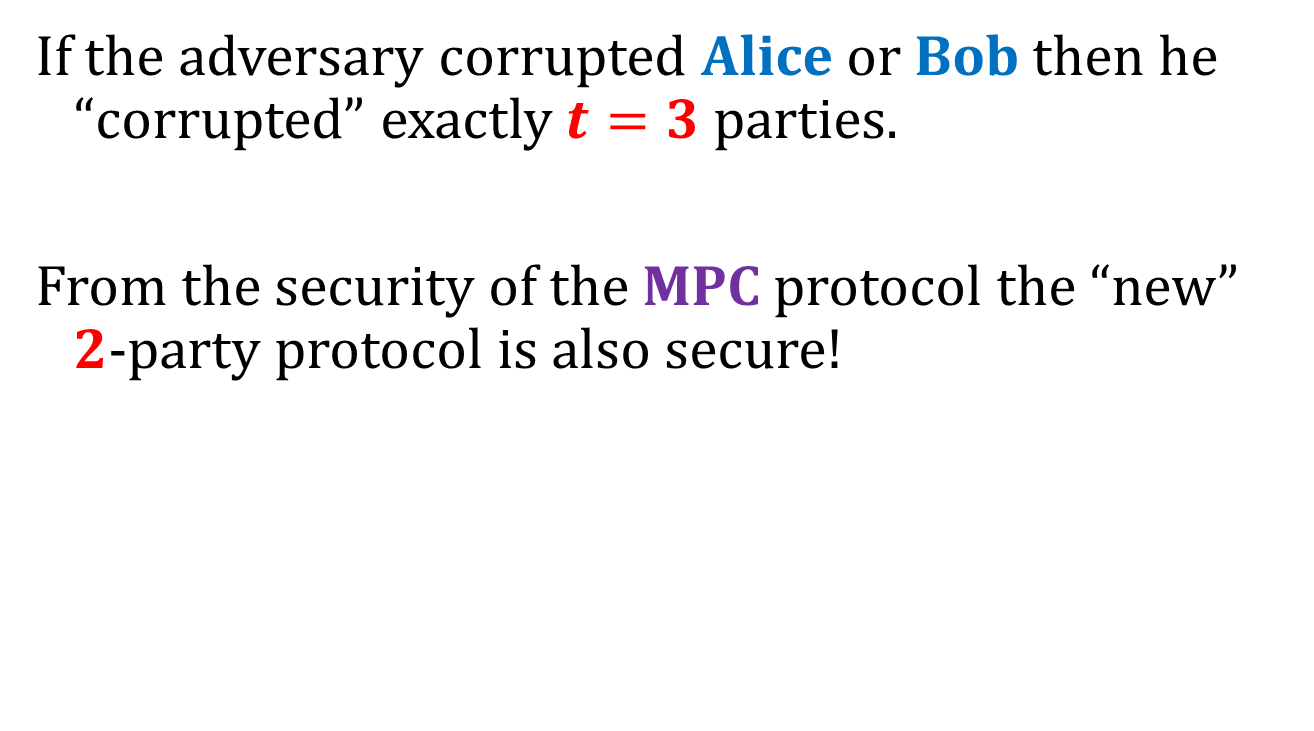 If the adversary corrupted Alice or Bob then he
“corrupted” exactly t = 3 parties.
From the security of the MPC protocol the “new”
2-party protocol is also secure!